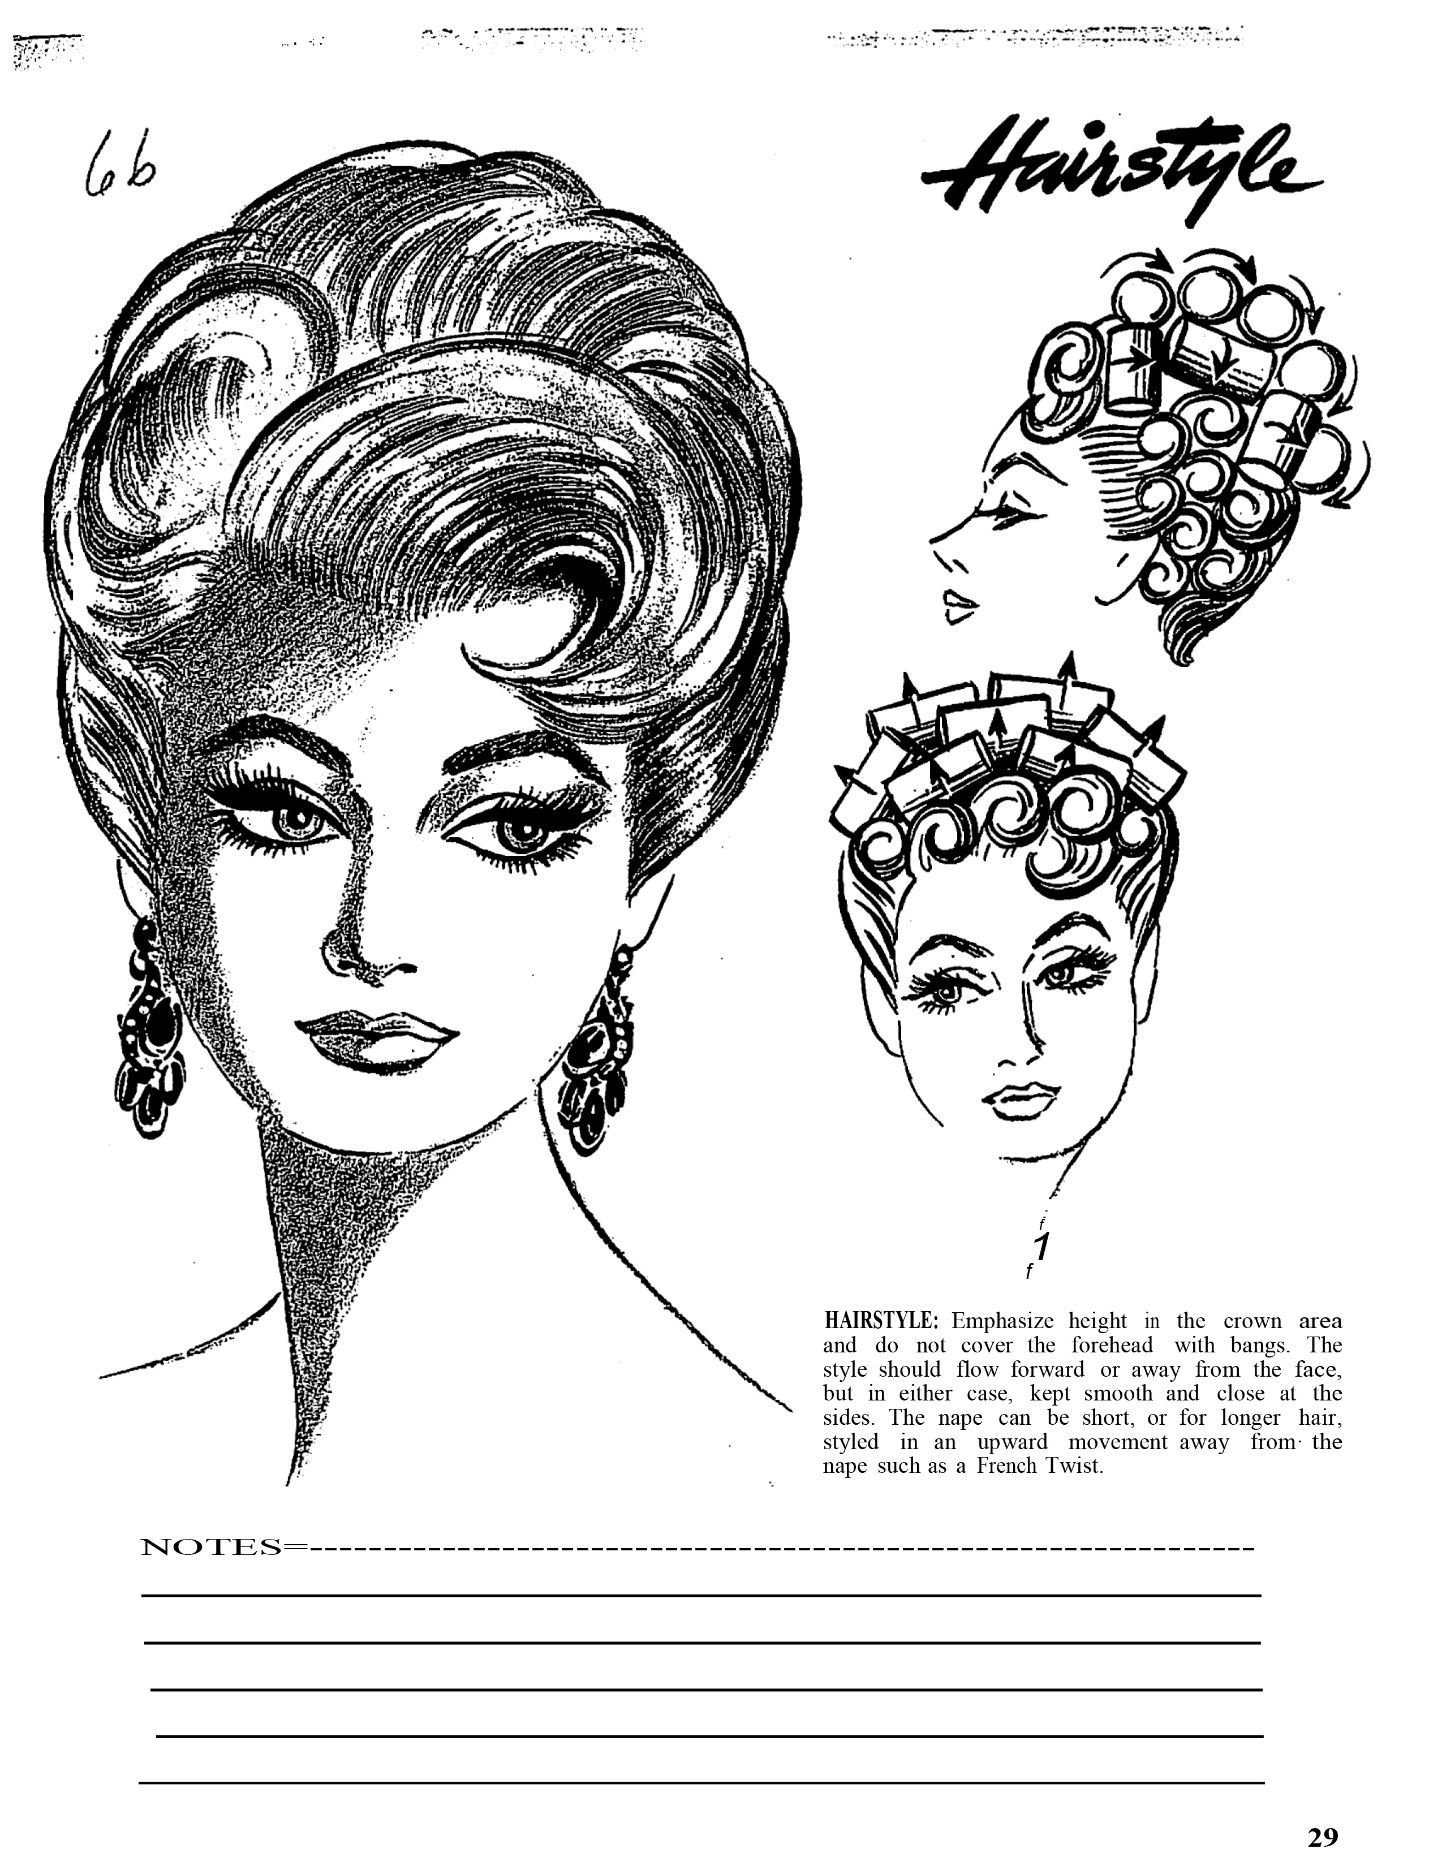 6b
Hairstyle
f
1
f
HAIRSTYLE: Emphasize height in the crown area
and do not cover the forehead with bangs. The
style should flow forward or away from the face,
but in either case, kept smooth and close at the
sides. The nape can be short, or for longer hair,
styled in an upward movement away from· the
nape such as a French Twist.
NOTES=----------------------------------------------------------------
29